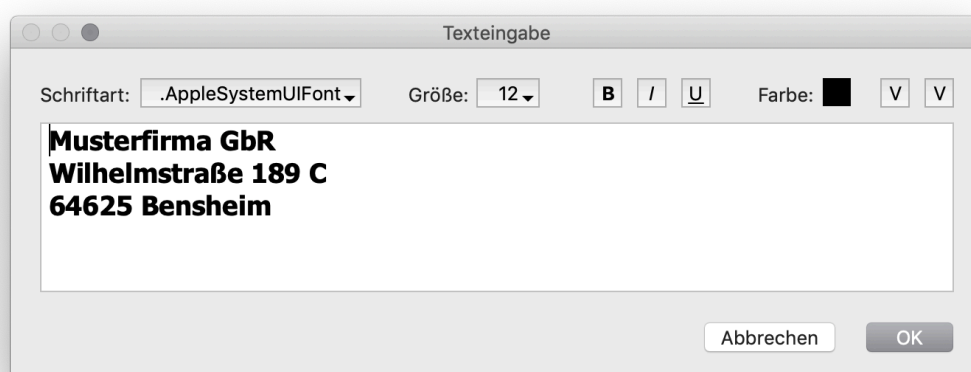 Texteingabe
Schriftart: .AppleSystemUIFont Größe: 12 B I U Farbe: V V
Musterfirma GbR
Wilhelmstraße 189 C
64625 Bensheim
Abbrechen OK